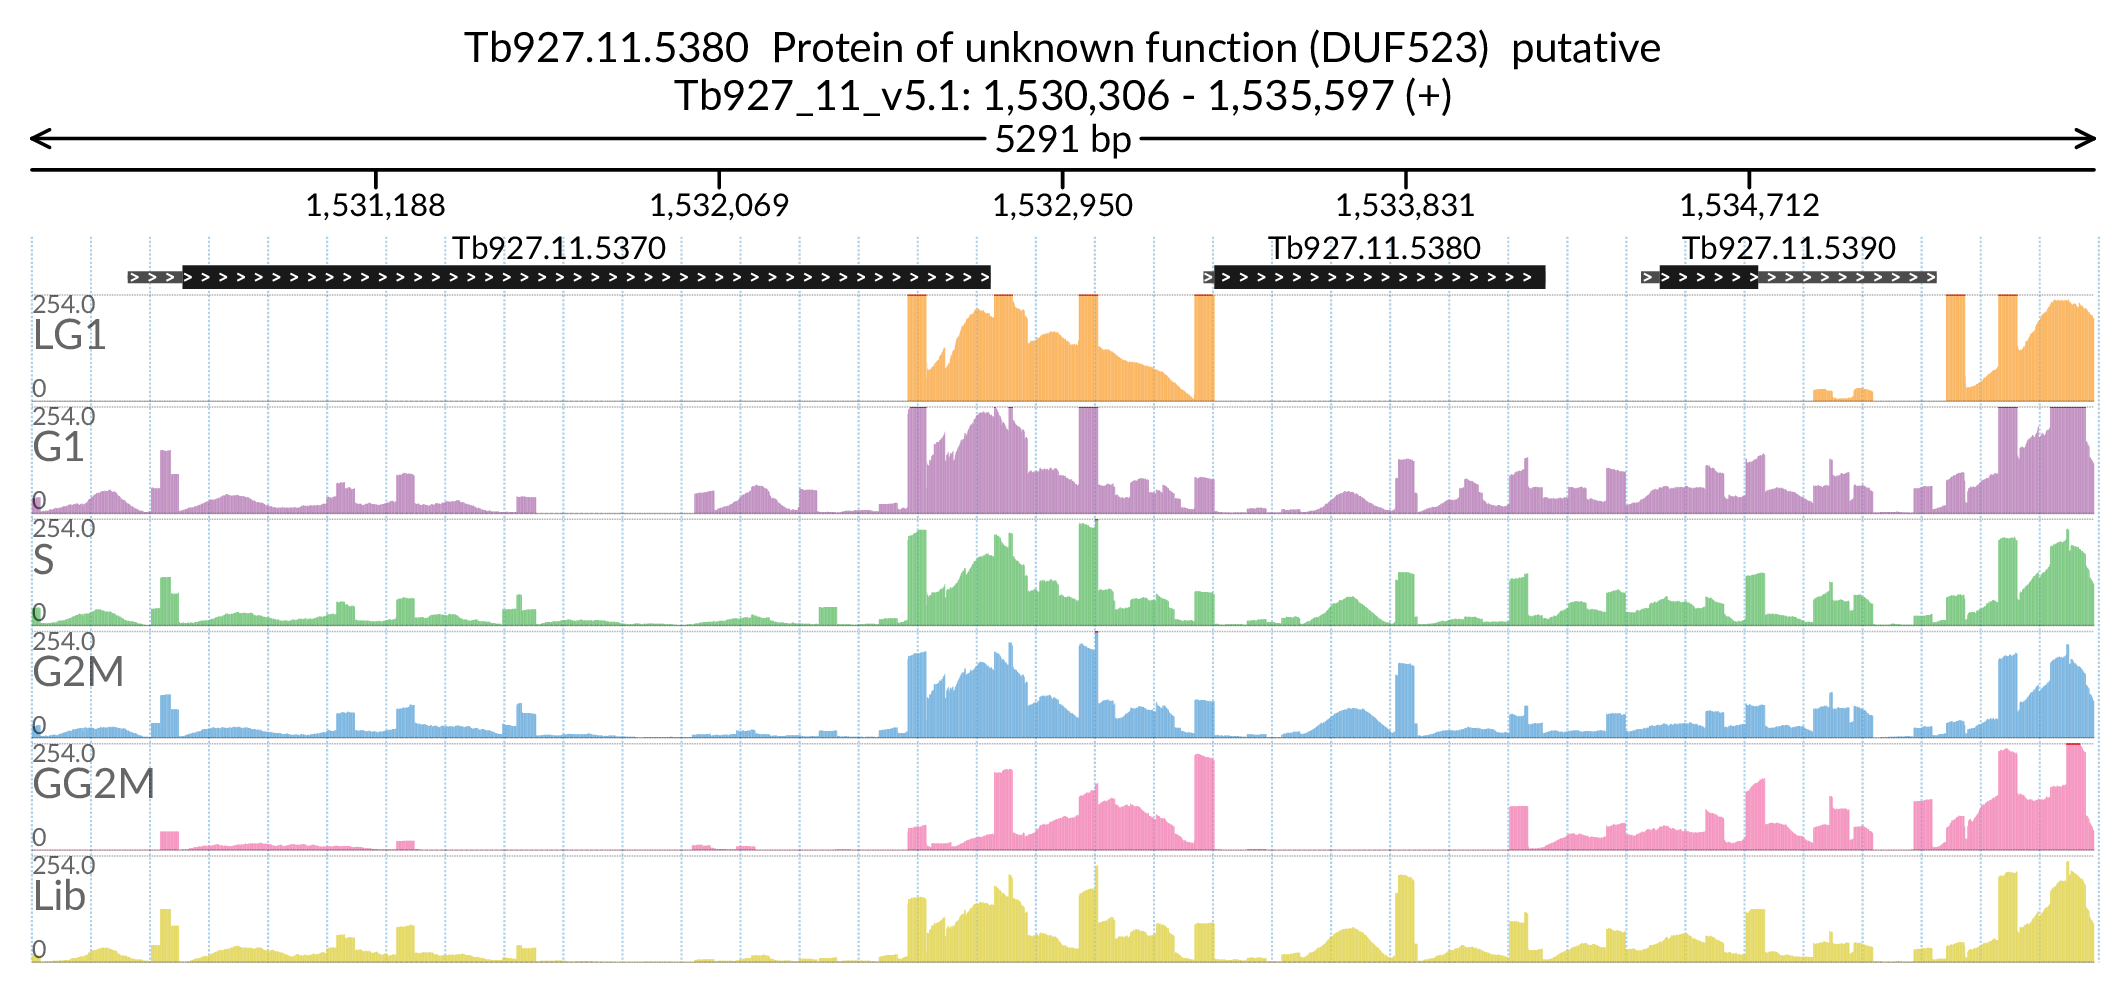 Tb927.11.5380  Protein of unknown function (DUF523)  putative
Tb927_11_v5.1: 1,530,306 - 1,535,597 (+)
5291 bp
1,531,188 1,532,069 1,532,950 1,533,831 1,534,712
Tb927.11.5370 Tb927.11.5380 Tb927.11.5390
254.0
LG1
0
254.0
G1
0
254.0
S
0
254.0
G2M
0
254.0
GG2M
0
254.0
Lib
0